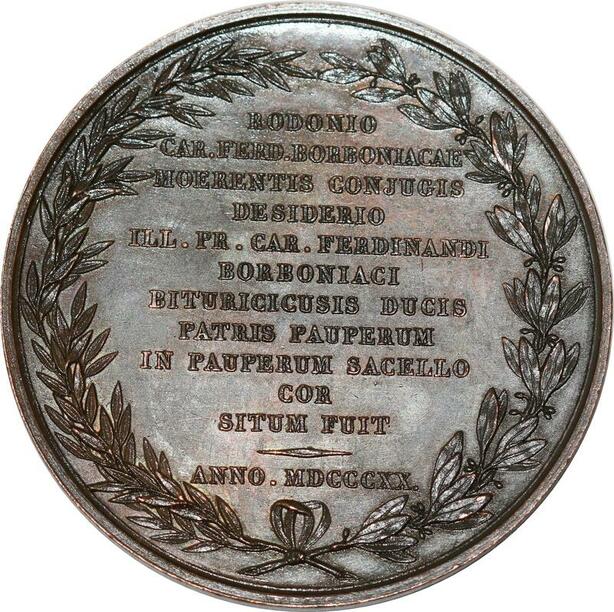 RODONIO
CAR. FERD. BORBONIACAE
MOERENTIS CONJUGIS
DESIDERIO
ILL. PR. CAR. FERDINANDI
BORBONIACI
BITURICICUSIS DUCIS
PATRIS PAUPERUM
IN PAUPERUM SACELLO
COR
SITUM FUIT
ANNO. MDCCCXX.